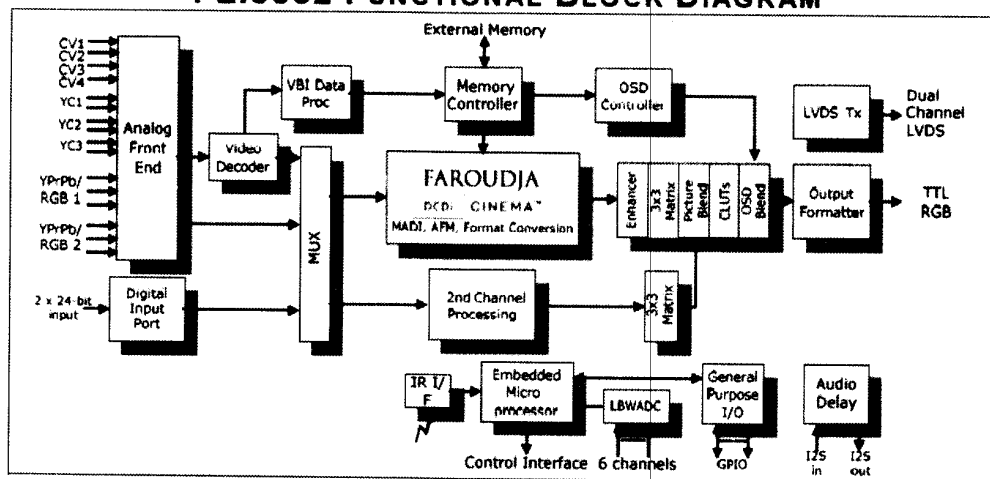 FUNCTIONAL BLOCK DIAGRAM
External Memory
CV1
CV2
CV3
CV4
YC1
YC2
YC3
YPrPb/
RGB 1
YPrPb/
RGB 2
Analog
Front
End
Video
Decoder
VBI Data
Proc
Memory
Controller
OSD
Controller
LVDS Tx
Dual
Channel
LVDS
MUX
FAROUDJA
DCDi CINEMA™
MADI, AFM, Format Conversion
Enhancer
3x3
Matrix
Picture
Blend
CLUTs
OSD
Blend
Output
Formatter
TTL
RGB
2 x 24-bit
input
Digital
Input
Port
2nd Channel
Processing
3x3
Matrix
IR I/
F
Embedded
Micro
processor
LBWADC
General
Purpose
I/O
Audio
Delay
Control Interface
6 channels
GPIO
I2S
in
I2S
out